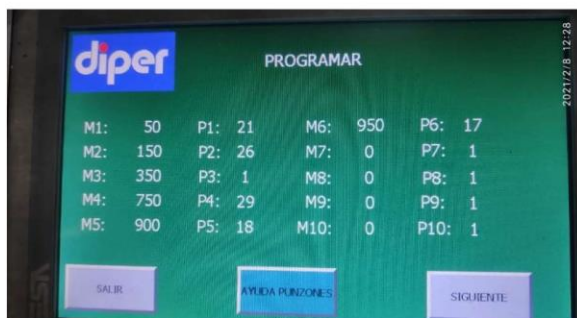 diper
PROGRAMAR
M1: 50 P1: 21 M6: 950 P6: 17
M2: 150 P2: 26 M7: 0 P7: 1
M3: 350 P3: 1 M8: 0 P8: 1
M4: 750 P4: 29 M9: 0 P9: 1
M5: 900 P5: 18 M10: 0 P10: 1
SALIR
AYUDA PUNZONES
SIGUIENTE
2021/2/8 12:28